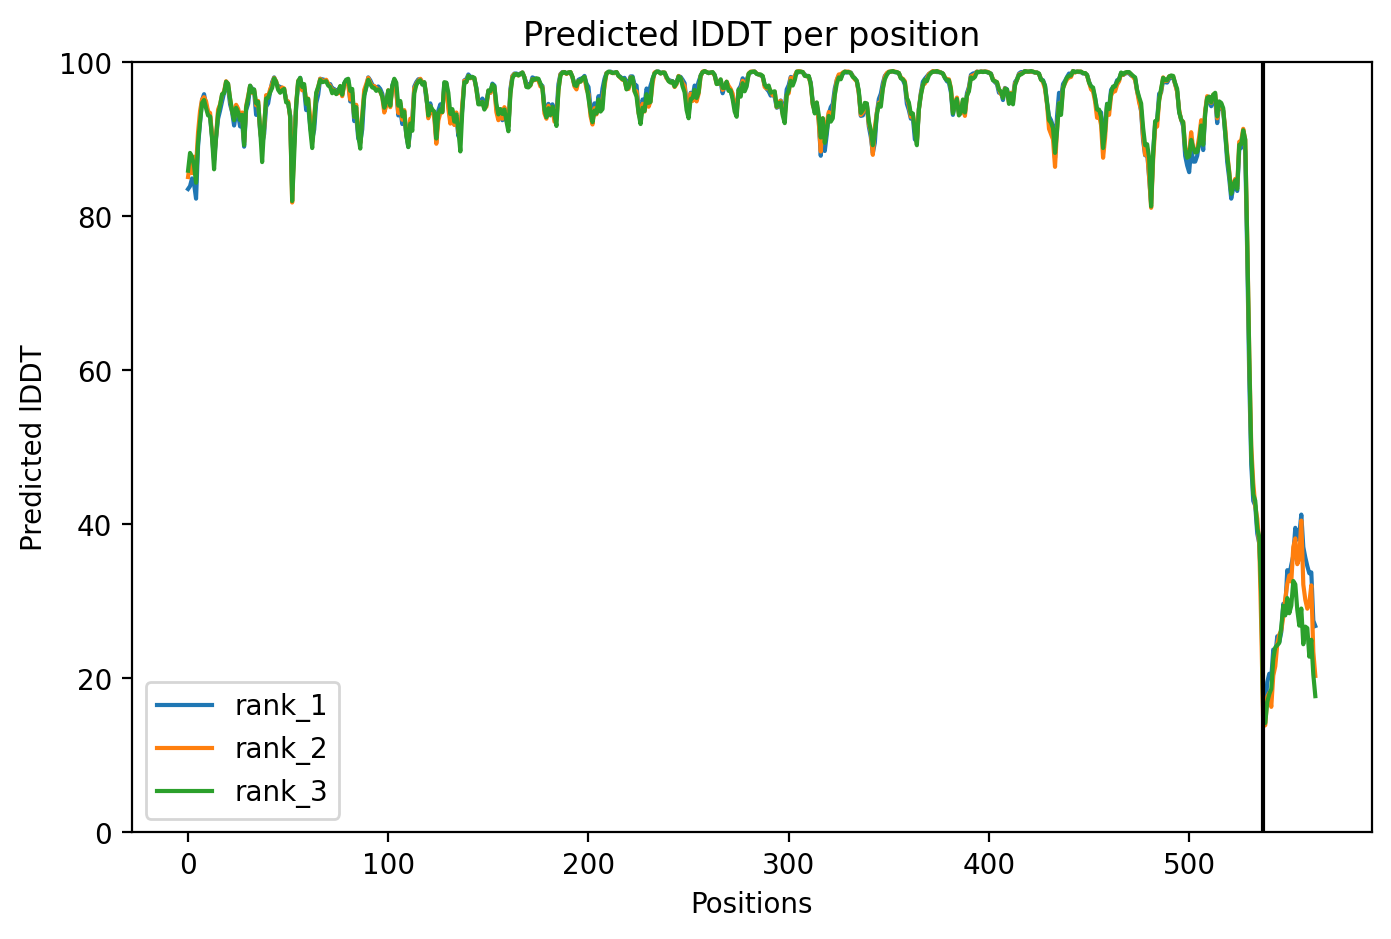 Predicted lDDT per position
Predicted lDDT
100
80
60
40
20
0
rank_1
rank_2
rank_3
0 100 200 300 400 500
Positions